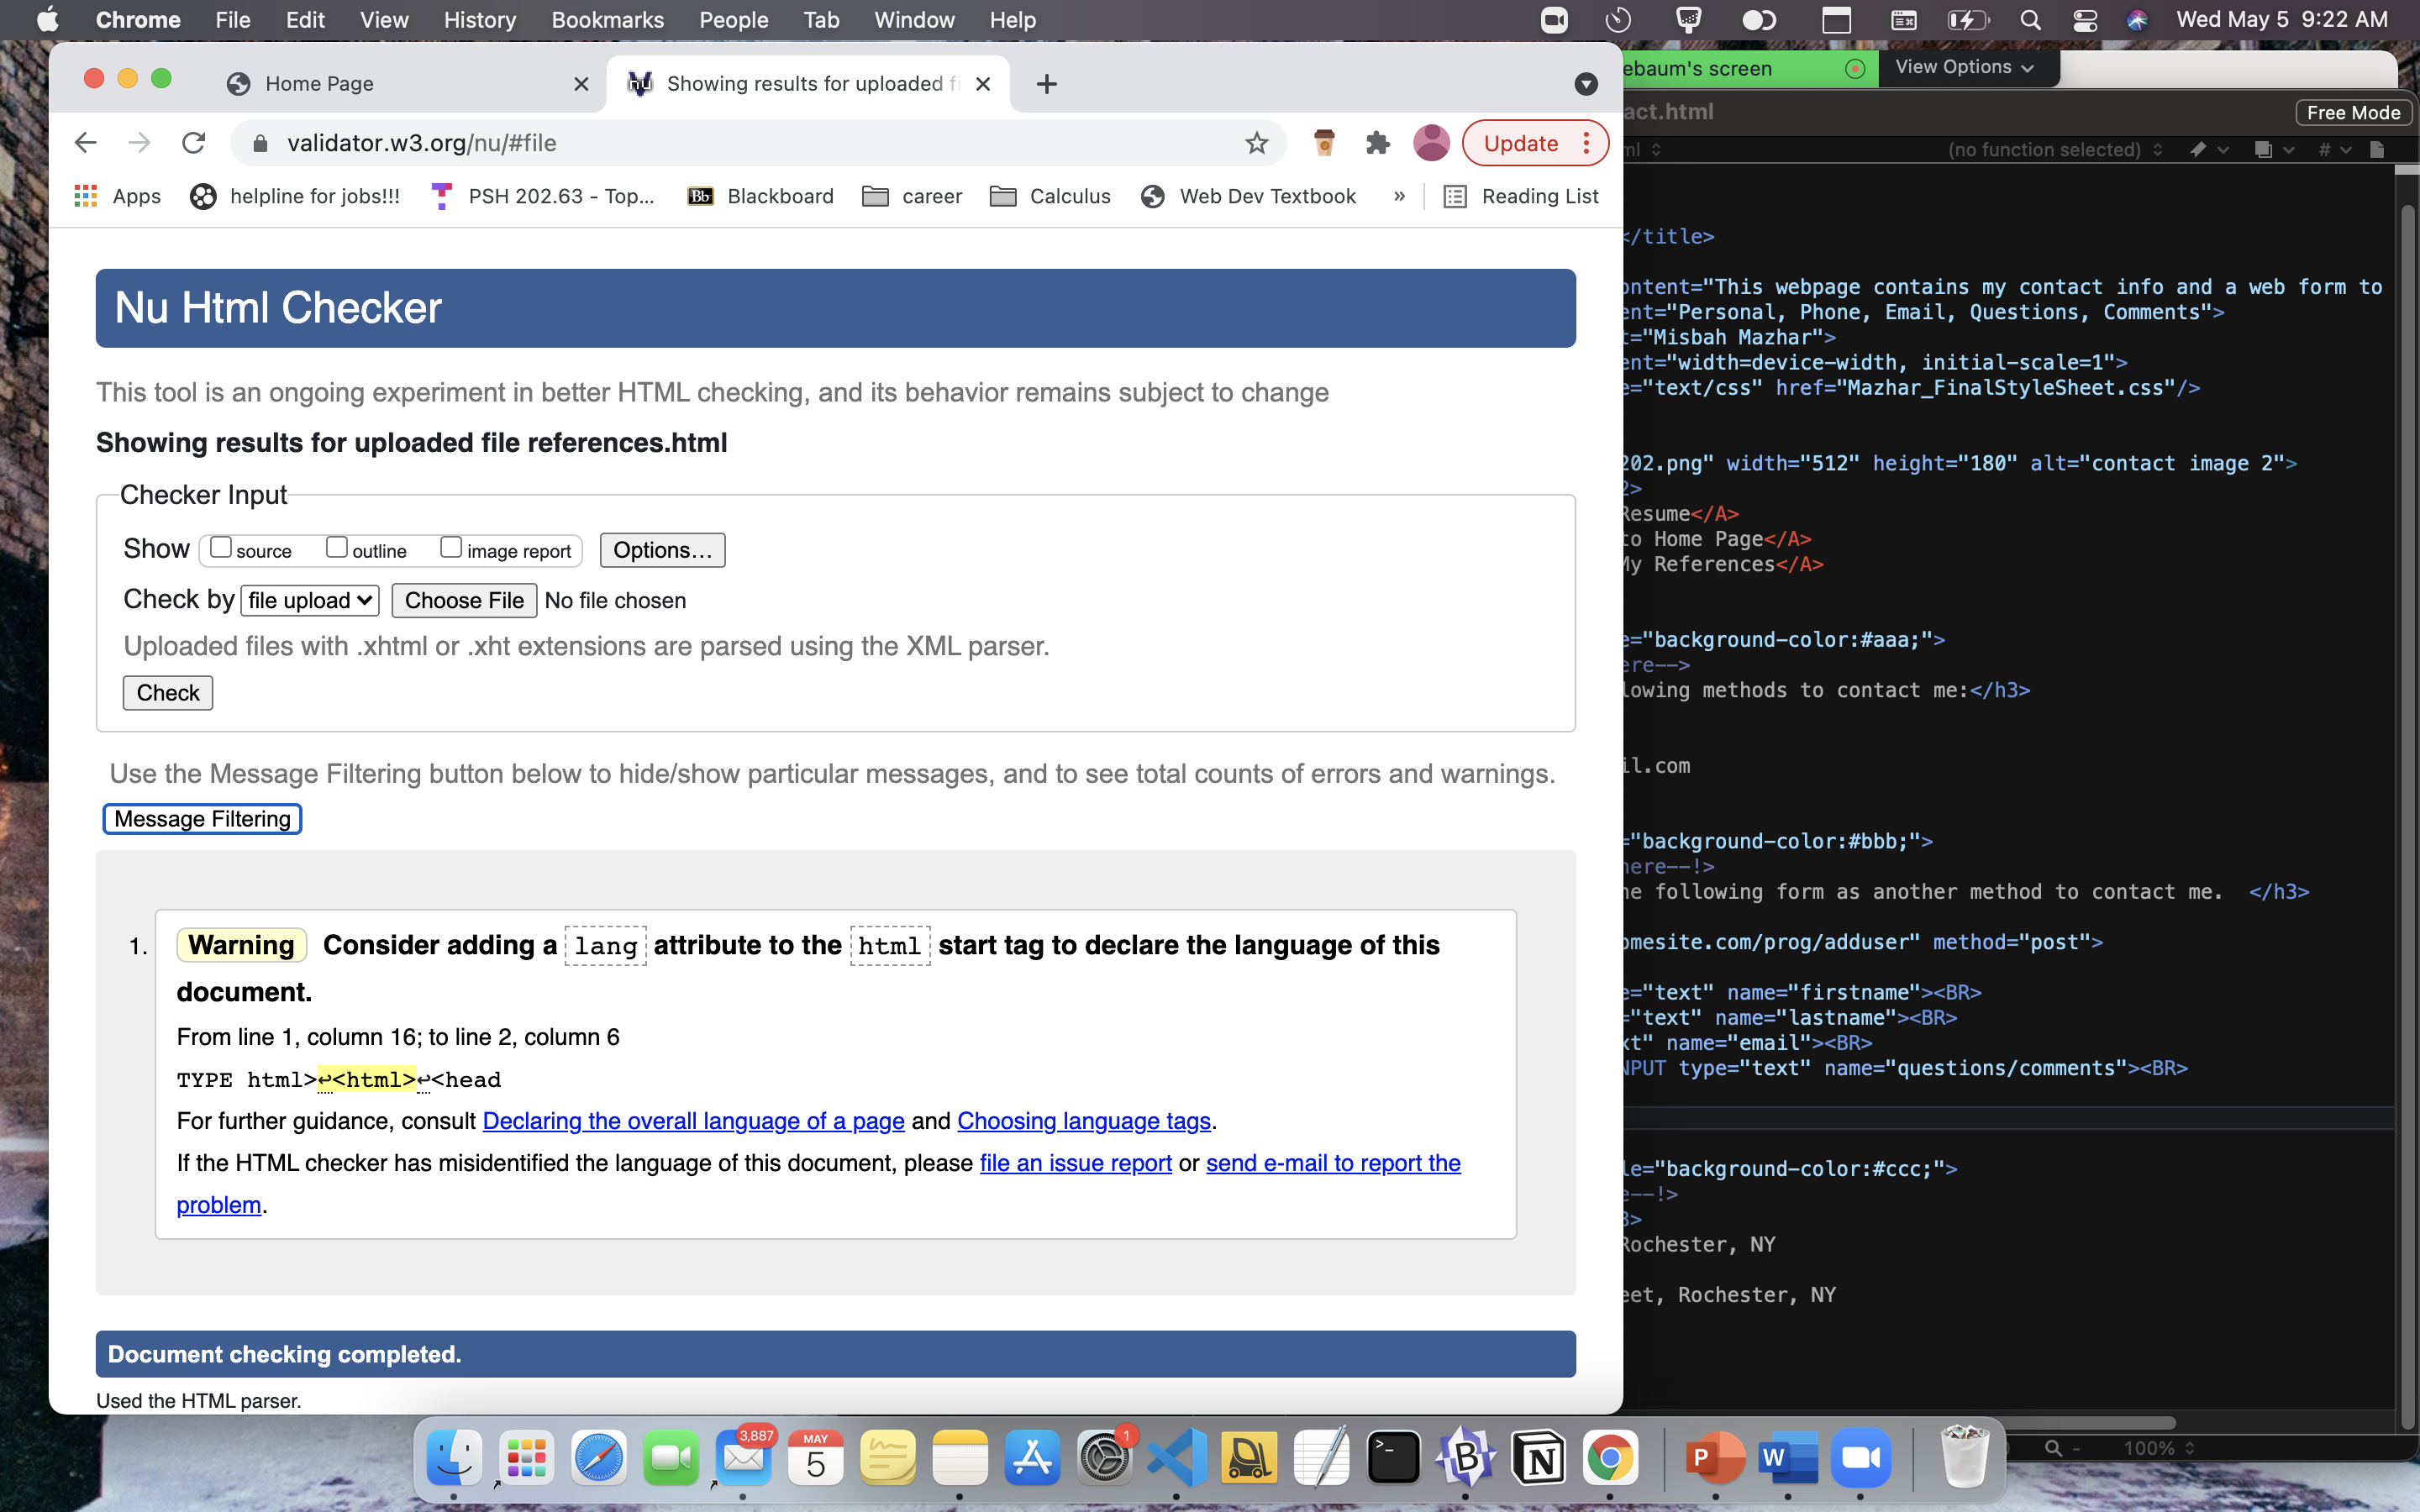 Chrome File Edit View History Bookmarks People Tab Window Help Wed May 5 9:22 AM
Home Page Showing results for uploaded fi
ebaum's screen View Options
act.html Free Mode
validator.w3.org/nu/#file Update
ml (no function selected) #
Apps helpline for jobs!!! PSH 202.63 - Top... Bb Blackboard career Calculus Web Dev Textbook » Reading List
</title>
ontent="This webpage contains my contact info and a web form to
ent="Personal, Phone, Email, Questions, Comments">
t="Misbah Mazhar">
ent="width=device-width, initial-scale=1">
e="text/css" href="Mazhar_FinalStyleSheet.css"/>
202.png" width="512" height="180" alt="contact image 2">
2>
Resume</A>
to Home Page</A>
My References</A>
e="background-color:#aaa;">
ere-->
lowing methods to contact me:</h3>
il.com
="background-color:#bbb;">
here--!>
he following form as another method to contact me. </h3>
omesite.com/prog/adduser" method="post">
e="text" name="firstname"><BR>
="text" name="lastname"><BR>
xt" name="email"><BR>
NPUT type="text" name="questions/comments"><BR>
le="background-color:#ccc;">
e--!>
3>
Rochester, NY
eet, Rochester, NY
100%
Nu Html Checker
This tool is an ongoing experiment in better HTML checking, and its behavior remains subject to change
Showing results for uploaded file references.html
Checker Input
Show source outline image report Options...
Check by file upload Choose File No file chosen
Uploaded files with .xhtml or .xht extensions are parsed using the XML parser.
Check
Use the Message Filtering button below to hide/show particular messages, and to see total counts of errors and warnings.
Message Filtering
1. Warning Consider adding a lang attribute to the html start tag to declare the language of this
document.
From line 1, column 16; to line 2, column 6
TYPE html>↩<html>↩<head
For further guidance, consult Declaring the overall language of a page and Choosing language tags.
If the HTML checker has misidentified the language of this document, please file an issue report or send e-mail to report the
problem.
Document checking completed.
Used the HTML parser.
3,887 MAY 5 1